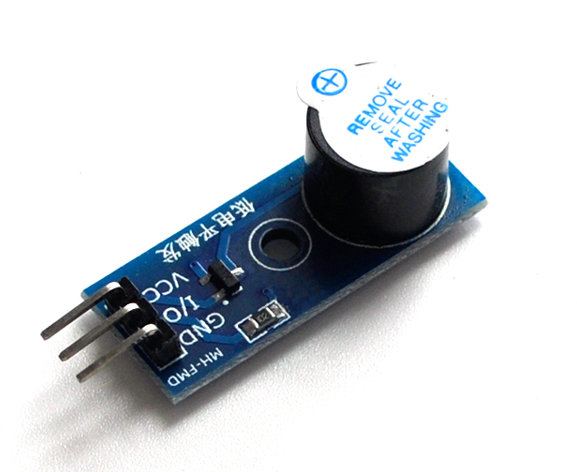 REMOVE
SEAL
AFTER
WASHING
低电平触发
VCC
I/O
GND
MH-FMD